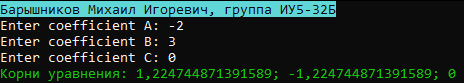 Барышников Михаил Игоревич, группа ИУ5-32Б
Enter coefficient A: -2
Enter coefficient B: 3
Enter coefficient C: 0
Корни уравнения: 1,224744871391589; -1,224744871391589; 0